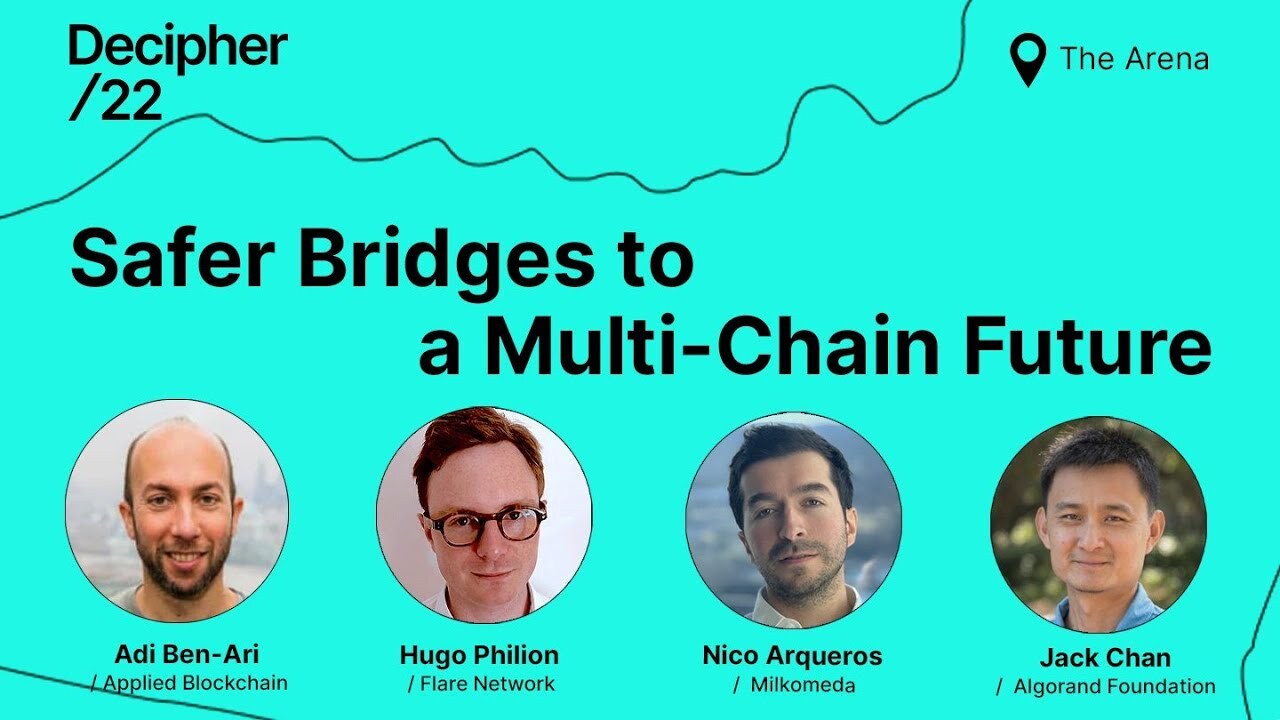 Decipher
/22
The Arena
Safer Bridges to
a Multi-Chain Future
Adi Ben-Ari
/ Applied Blockchain
Hugo Philion
/ Flare Network
Nico Arqueros
/ Milkomeda
Jack Chan
/ Algorand Foundation